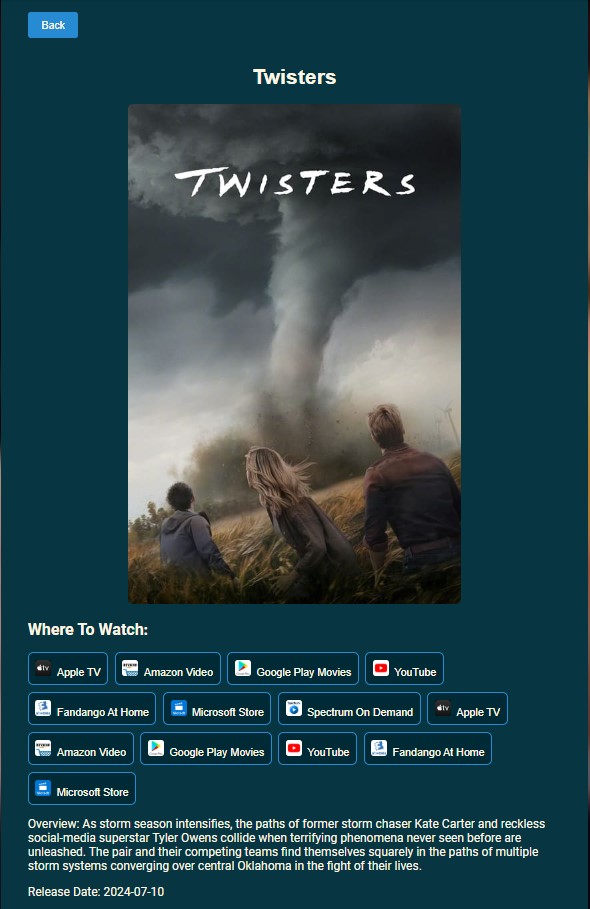 Back
Twisters
TWISTERS
Where To Watch:
Apple TV Amazon Video Google Play Movies YouTube
Fandango At Home Microsoft Store Spectrum On Demand Apple TV
Amazon Video Google Play Movies YouTube Fandango At Home
Microsoft Store
Overview: As storm season intensifies, the paths of former storm chaser Kate Carter and reckless
social-media superstar Tyler Owens collide when terrifying phenomena never seen before are
unleashed. The pair and their competing teams find themselves squarely in the paths of multiple
storm systems converging over central Oklahoma in the fight of their lives.
Release Date: 2024-07-10